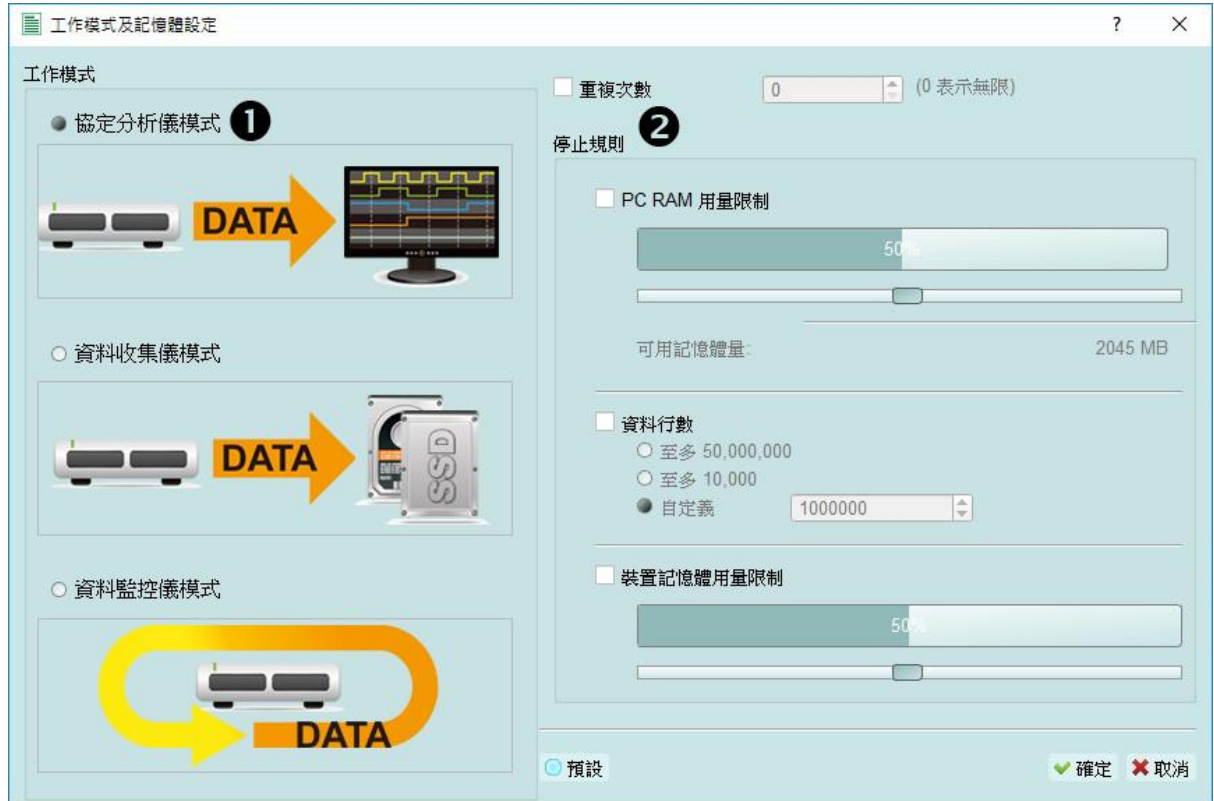 工作模式及記憶體設定
?
工作模式
協定分析儀模式 ❶
DATA
資料收集儀模式
DATA
SSD
資料監控儀模式
DATA
重複次數 0 (0 表示無限)
停止規則 ❷
PC RAM 用量限制
50%
可用記憶體量: 2045 MB
資料行數
至多 50,000,000
至多 10,000
自定義 1000000
裝置記憶體用量限制
50%
預設
確定 取消